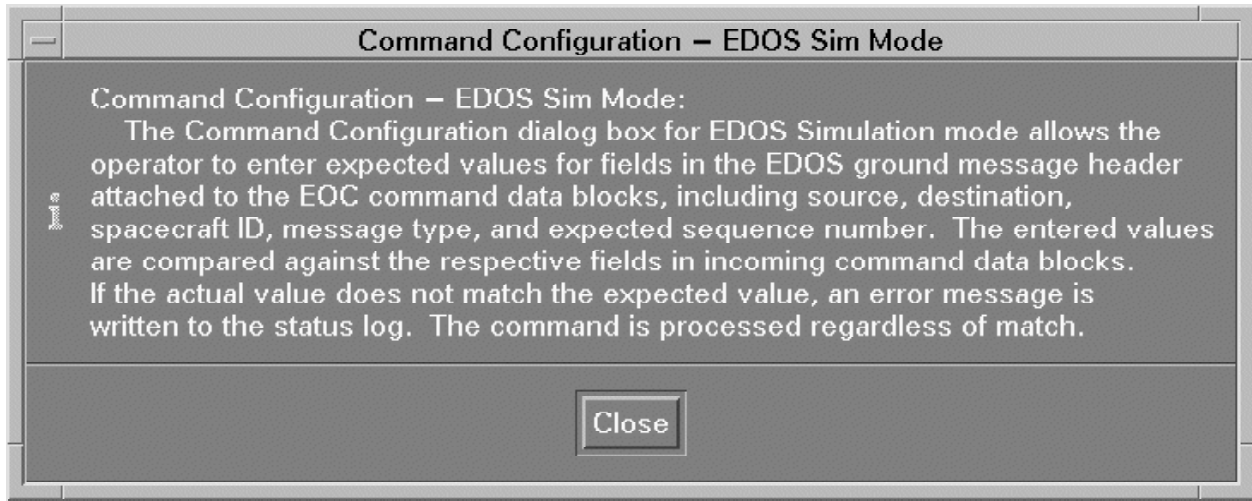 Command Configuration – EDOS Sim Mode
Command Configuration – EDOS Sim Mode:
The Command Configuration dialog box for EDOS Simulation mode allows the
operator to enter expected values for fields in the EDOS ground message header
attached to the EOC command data blocks, including source, destination,
spacecraft ID, message type, and expected sequence number.  The entered values
are compared against the respective fields in incoming command data blocks.
If the actual value does not match the expected value, an error message is
written to the status log.  The command is processed regardless of match.
Close